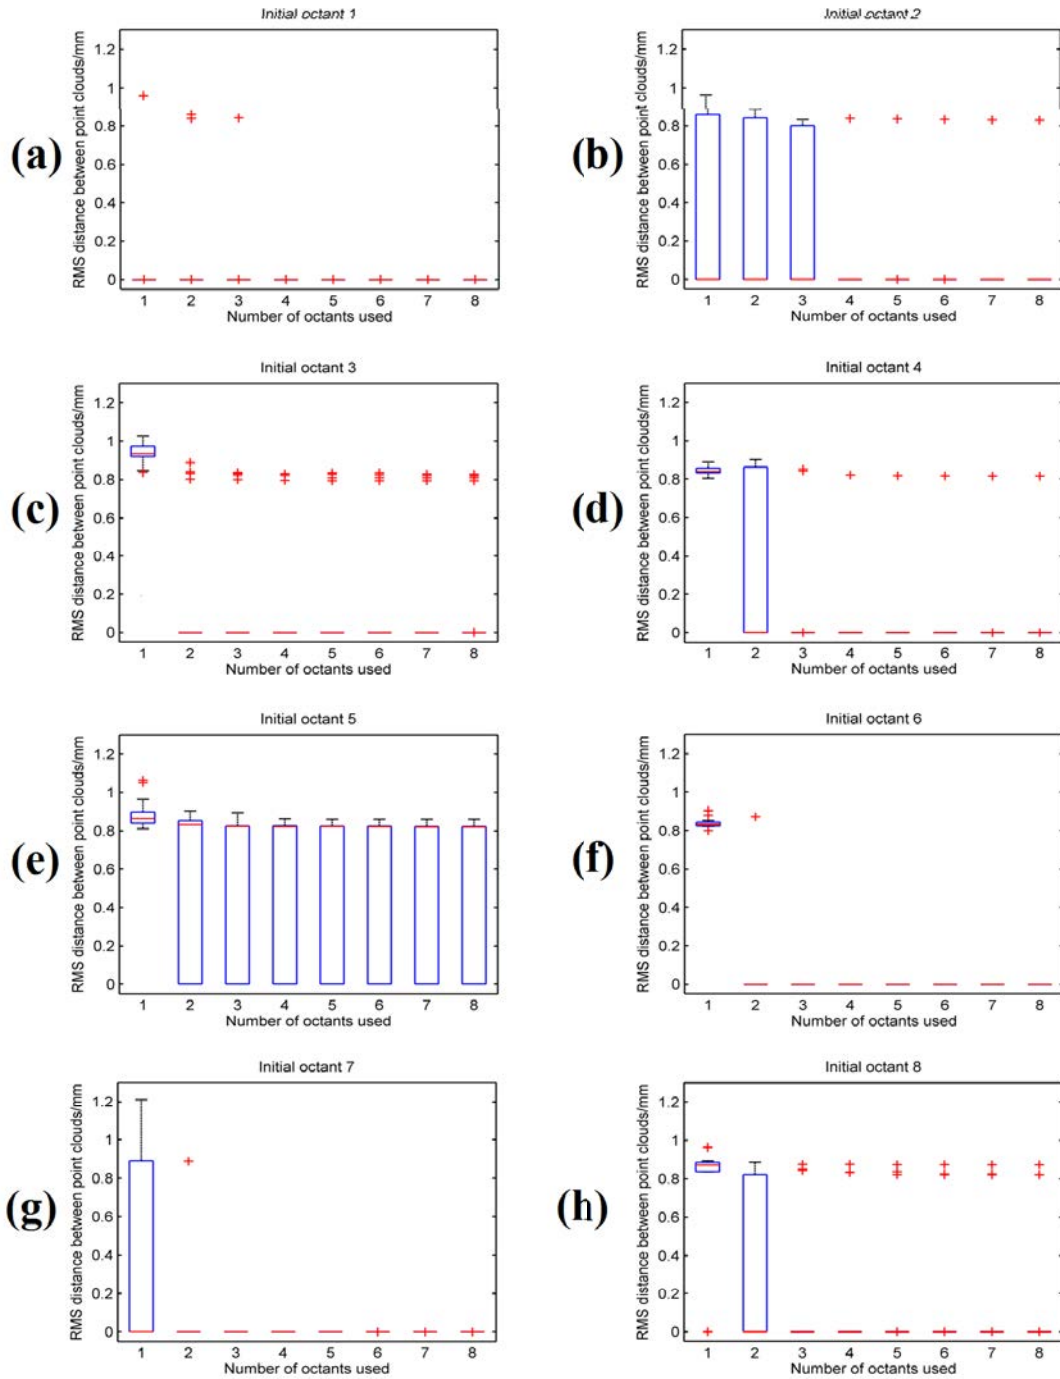 Initial octant 1
Initial octant 2
(a)
RMS distance between point clouds/mm
1.2
1
0.8
0.6
0.4
0.2
0
1 2 3 4 5 6 7 8
Number of octants used
(b)
RMS distance between point clouds/mm
1.2
1
0.8
0.6
0.4
0.2
0
1 2 3 4 5 6 7 8
Number of octants used
Initial octant 3
Initial octant 4
(c)
RMS distance between point clouds/mm
1.2
1
0.8
0.6
0.4
0.2
0
1 2 3 4 5 6 7 8
Number of octants used
(d)
RMS distance between point clouds/mm
1.2
1
0.8
0.6
0.4
0.2
0
1 2 3 4 5 6 7 8
Number of octants used
Initial octant 5
Initial octant 6
(e)
RMS distance between point clouds/mm
1.2
1
0.8
0.6
0.4
0.2
0
1 2 3 4 5 6 7 8
Number of octants used
(f)
RMS distance between point clouds/mm
1.2
1
0.8
0.6
0.4
0.2
0
1 2 3 4 5 6 7 8
Number of octants used
Initial octant 7
Initial octant 8
(g)
RMS distance between point clouds/mm
1.2
1
0.8
0.6
0.4
0.2
0
1 2 3 4 5 6 7 8
Number of octants used
(h)
RMS distance between point clouds/mm
1.2
1
0.8
0.6
0.4
0.2
0
1 2 3 4 5 6 7 8
Number of octants used